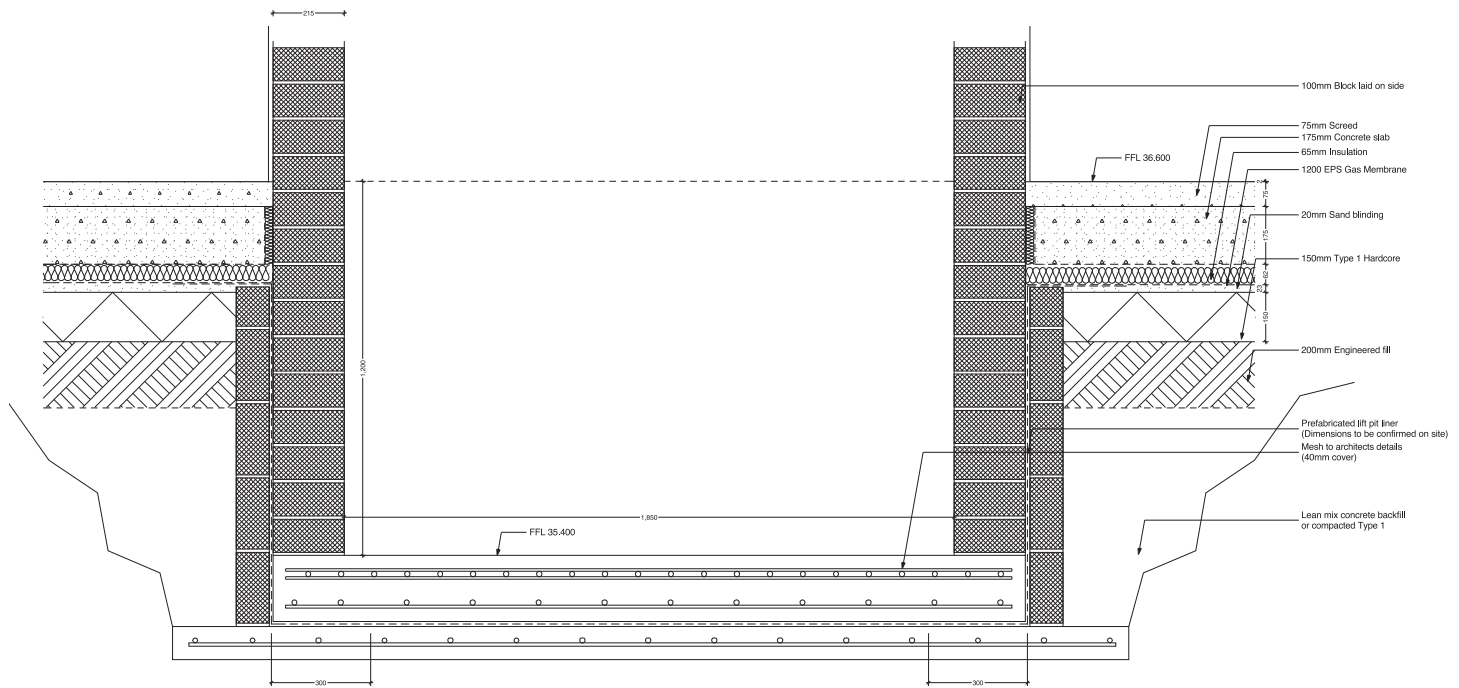 215
100mm Block laid on side
75mm Screed
175mm Concrete slab
65mm Insulation
1200 EPS Gas Membrane
FFL 36.600
2
75
20mm Sand blinding
175
150mm Type 1 Hardcore
62
23
150
200mm Engineered fill
1,200
Prefabricated lift pit liner
(Dimensions to be confirmed on site)
Mesh to architects details
(40mm cover)
1,850
FFL 35.400
Lean mix concrete backfill
or compacted Type 1
300
300